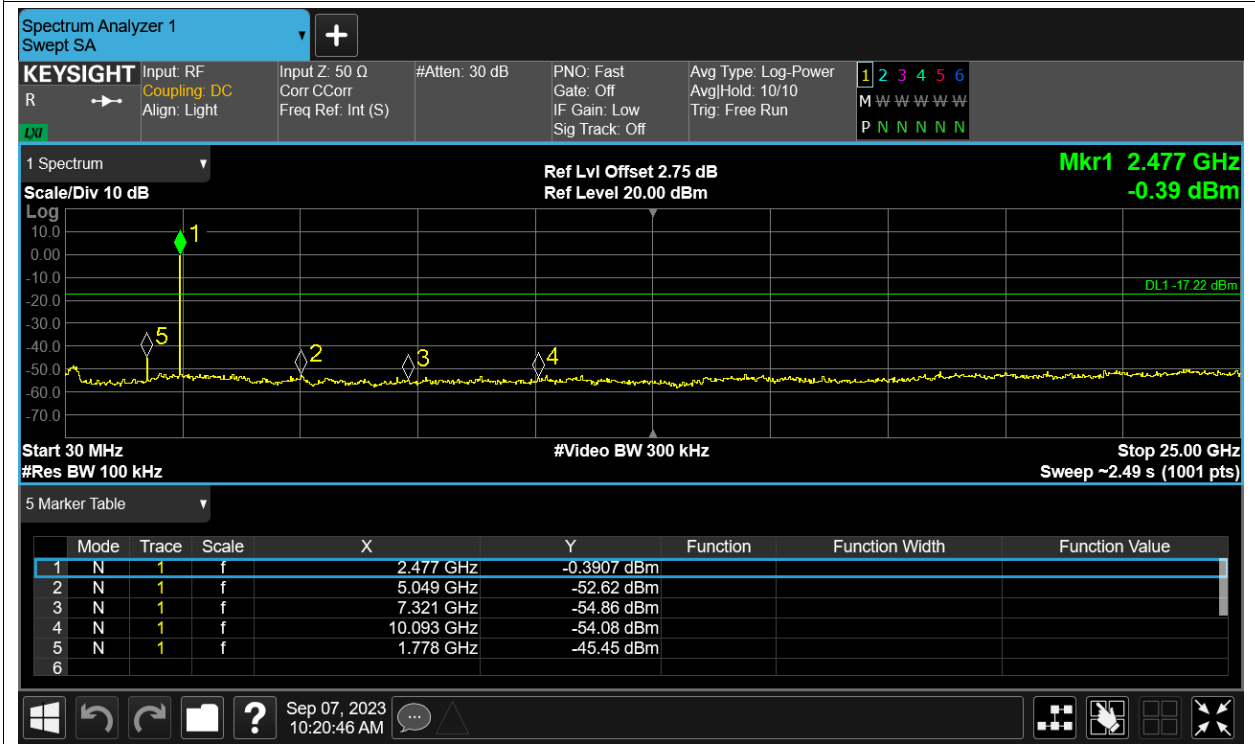 Spectrum Analyzer 1
Swept SA
+
KEYSIGHT
R
LXI
Input: RF
Coupling: DC
Align: Light
Input Z: 50 Ω
Corr CCorr
Freq Ref: Int (S)
#Atten: 30 dB
PNO: Fast
Gate: Off
IF Gain: Low
Sig Track: Off
Avg Type: Log-Power
Avg|Hold: 10/10
Trig: Free Run
1 2 3 4 5 6
M W W W W W
P N N N N N
1 Spectrum
Scale/Div 10 dB
Ref Lvl Offset 2.75 dB
Ref Level 20.00 dBm
Mkr1 2.477 GHz
-0.39 dBm
Log
10.0
0.00
-10.0
-20.0
-30.0
-40.0
-50.0
-60.0
-70.0
1
5
2
3
4
DL1 -17.22 dBm
Start 30 MHz
#Res BW 100 kHz
#Video BW 300 kHz
Stop 25.00 GHz
Sweep ~2.49 s (1001 pts)
5 Marker Table
Mode Trace Scale X Y Function Function Width Function Value
1 N 1 f 2.477 GHz -0.3907 dBm
2 N 1 f 5.049 GHz -52.62 dBm
3 N 1 f 7.321 GHz -54.86 dBm
4 N 1 f 10.093 GHz -54.08 dBm
5 N 1 f 1.778 GHz -45.45 dBm
6
?
Sep 07, 2023
10:20:46 AM